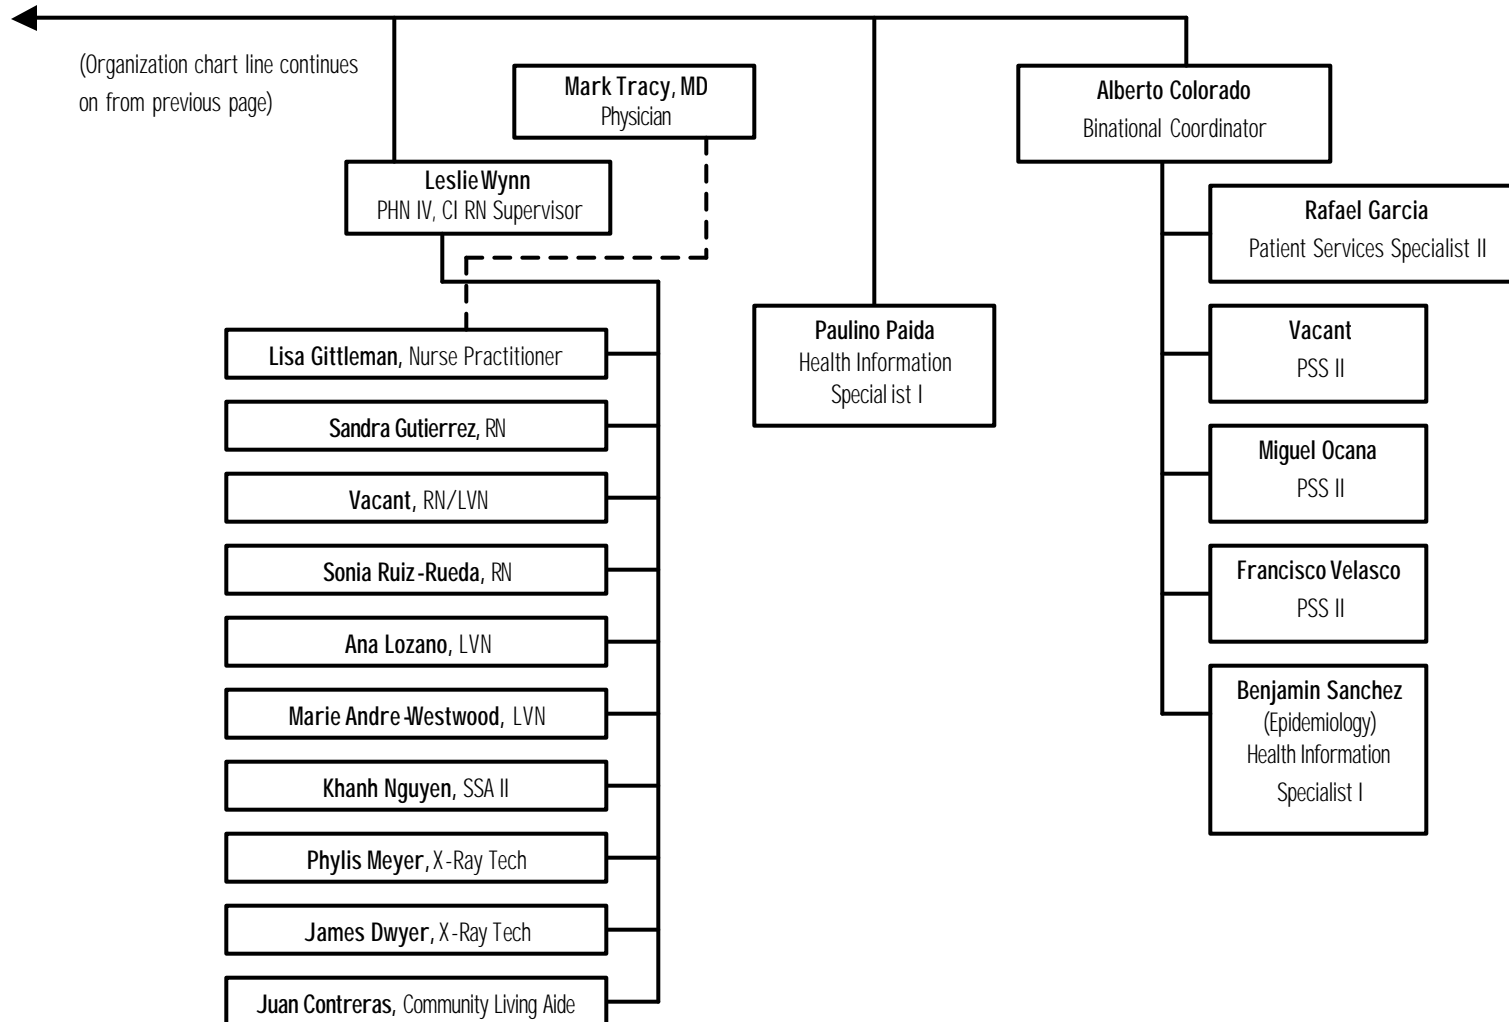 (Organization chart line continues
on from previous page)
Mark Tracy, MD
Physician
Alberto Colorado
Binational Coordinator
Leslie Wynn
PHN IV, CI RN Supervisor
Rafael Garcia
Patient Services Specialist II
Paulino Paida
Health Information
Specialist I
Vacant
PSS II
Miguel Ocana
PSS II
Francisco Velasco
PSS II
Benjamin Sanchez
(Epidemiology)
Health Information
Specialist I
Lisa Gittleman, Nurse Practitioner
Sandra Gutierrez, RN
Vacant, RN/LVN
Sonia Ruiz-Rueda, RN
Ana Lozano, LVN
Marie Andre-Westwood, LVN
Khanh Nguyen, SSA II
Phylis Meyer, X-Ray Tech
James Dwyer, X-Ray Tech
Juan Contreras, Community Living Aide